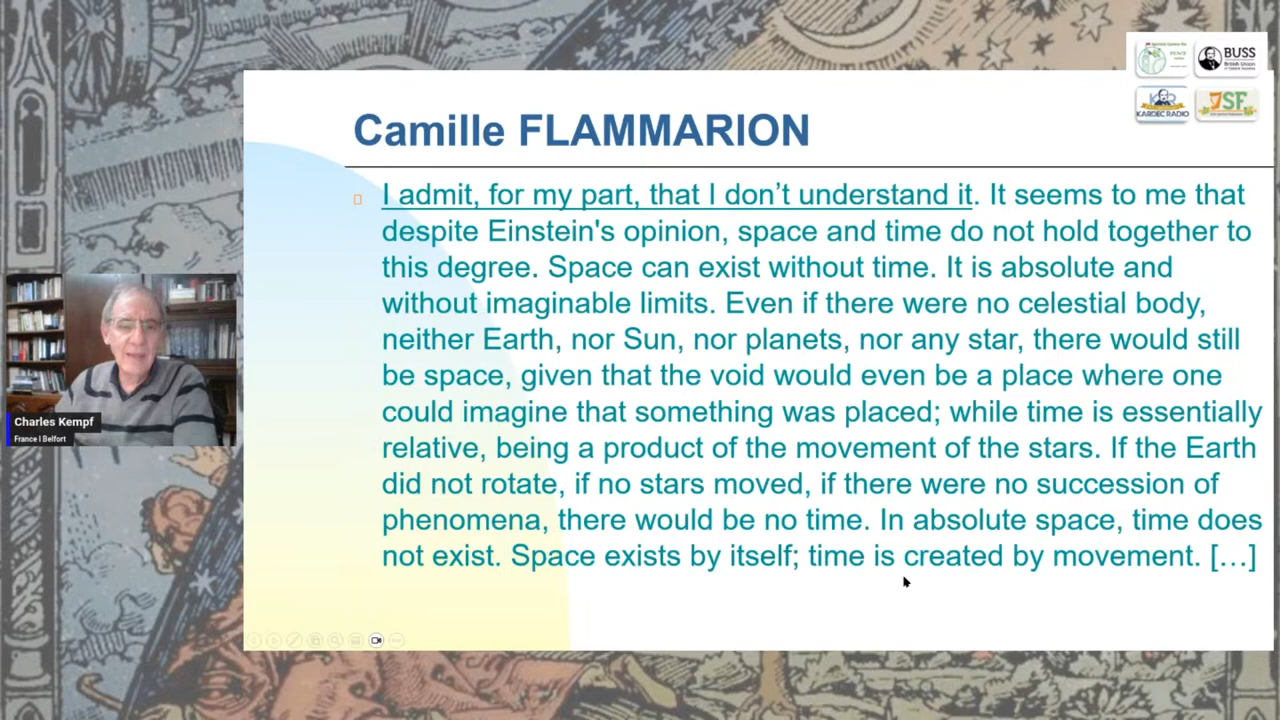 Camille FLAMMARION
I admit, for my part, that I don’t understand it. It seems to me that
despite Einstein's opinion, space and time do not hold together to
this degree. Space can exist without time. It is absolute and
without imaginable limits. Even if there were no celestial body,
neither Earth, nor Sun, nor planets, nor any star, there would still
be space, given that the void would even be a place where one
could imagine that something was placed; while time is essentially
relative, being a product of the movement of the stars. If the Earth
did not rotate, if no stars moved, if there were no succession of
phenomena, there would be no time. In absolute space, time does
not exist. Space exists by itself; time is created by movement. […]
Charles Kempf
France I Belfort
BUSS
British Union
KARDEC RADIO
SF